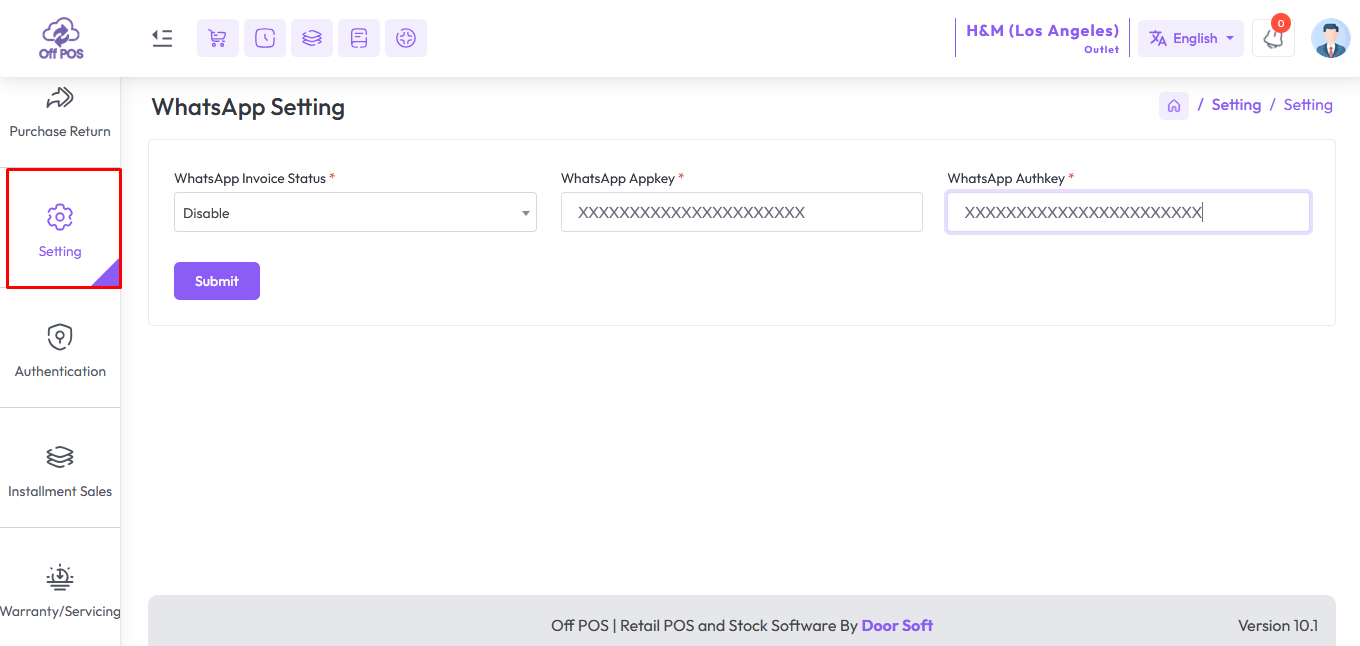 Off POS
H&M (Los Angeles)
Outlet
English
0
Purchase Return
Setting
Authentication
Installment Sales
Warranty/Servicing
WhatsApp Setting
/ Setting / Setting
WhatsApp Invoice Status *
WhatsApp Appkey *
WhatsApp Authkey *
Disable
XXXXXXXXXXXXXXXXXXXXXX
XXXXXXXXXXXXXXXXXXXXXXX
Submit
Off POS | Retail POS and Stock Software By Door Soft
Version 10.1